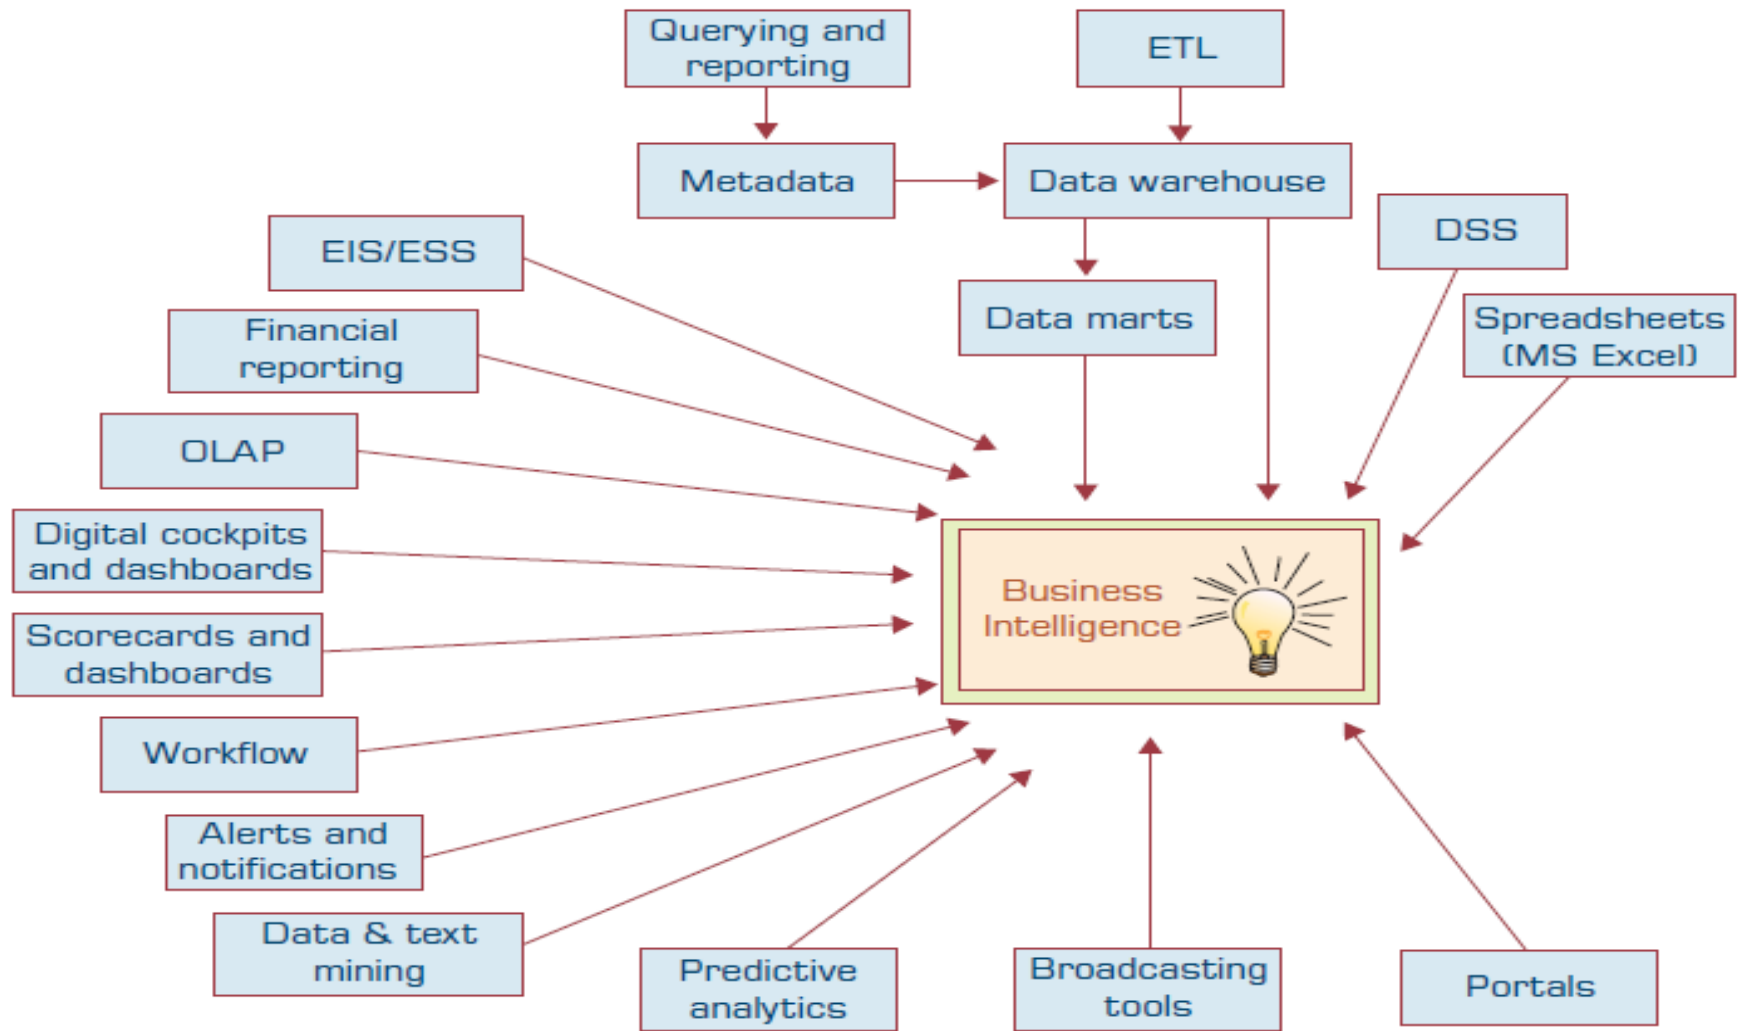 Querying and
reporting
ETL
Metadata
Data warehouse
DSS
EIS/ESS
Data marts
Spreadsheets
(MS Excel)
Financial
reporting
OLAP
Digital cockpits
and dashboards
Business
Intelligence
Scorecards and
dashboards
Workflow
Alerts and
notifications
Data & text
mining
Predictive
analytics
Broadcasting
tools
Portals